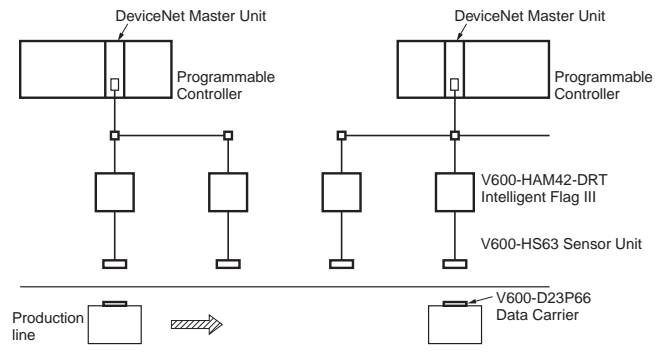 DeviceNet Master Unit
DeviceNet Master Unit
Programmable
Controller
Programmable
Controller
V600-HAM42-DRT
Intelligent Flag III
V600-HS63 Sensor Unit
V600-D23P66
Data Carrier
Production
line